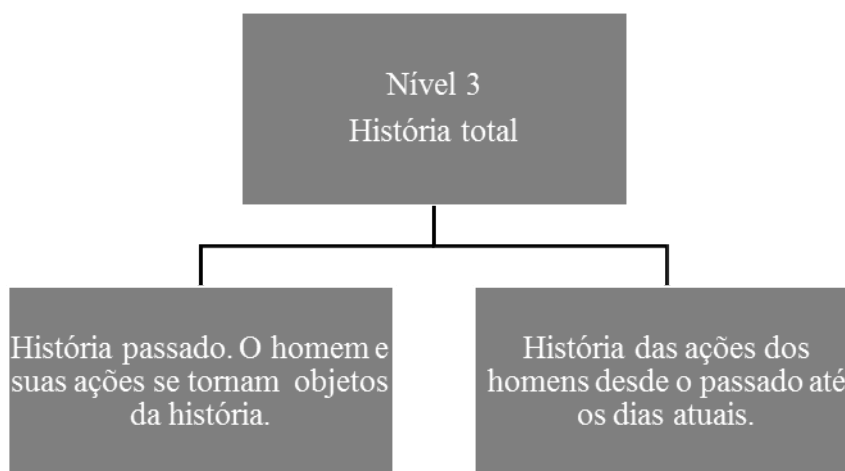 Nível 3
História total
História passado. O homem e
suas ações se tornam objetos
da história.
História das ações dos
homens desde o passado até
os dias atuais.